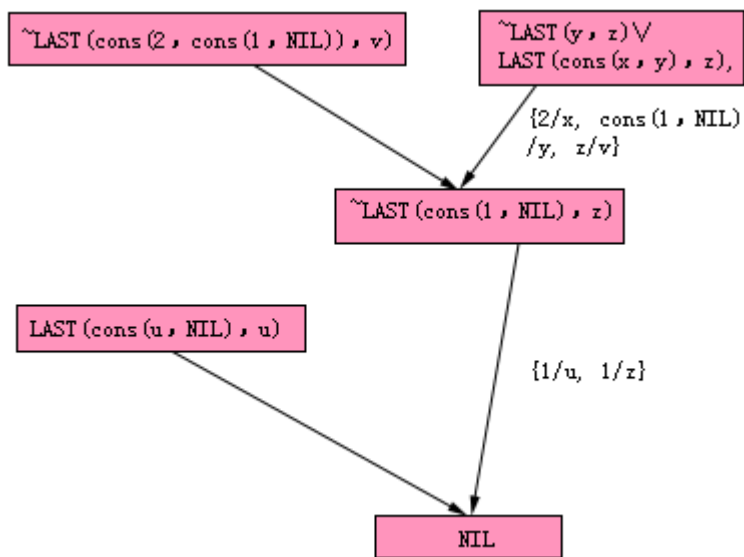 ~LAST(cons(2，cons(1，NIL))，v)
~LAST(y，z)∨
LAST(cons(x，y)，z),
{2/x, cons(1，NIL)
/y, z/v}
~LAST(cons(1，NIL)，z)
LAST(cons(u，NIL)，u)
{1/u, 1/z}
NIL